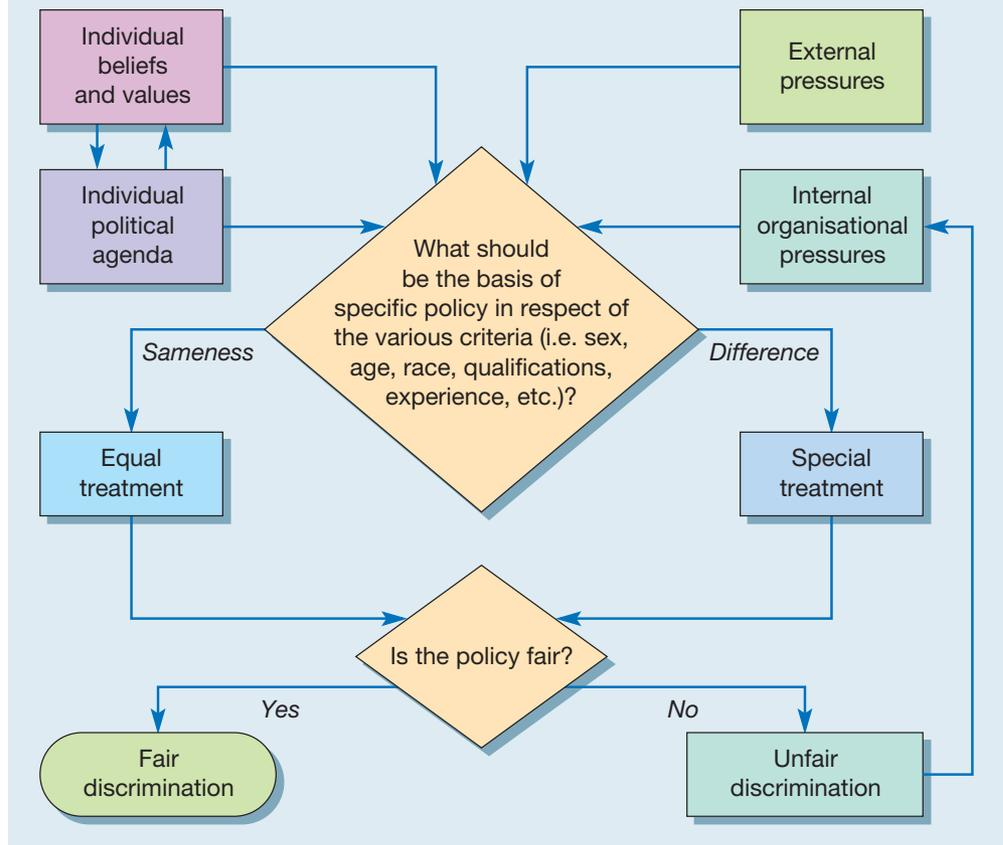 Individual
beliefs
and values
External
pressures
Individual
political
agenda
Internal
organisational
pressures
What should
be the basis of
specific policy in respect of
the various criteria (i.e. sex,
age, race, qualifications,
experience, etc.)?
Sameness
Difference
Equal
treatment
Special
treatment
Is the policy fair?
Yes
No
Fair
discrimination
Unfair
discrimination